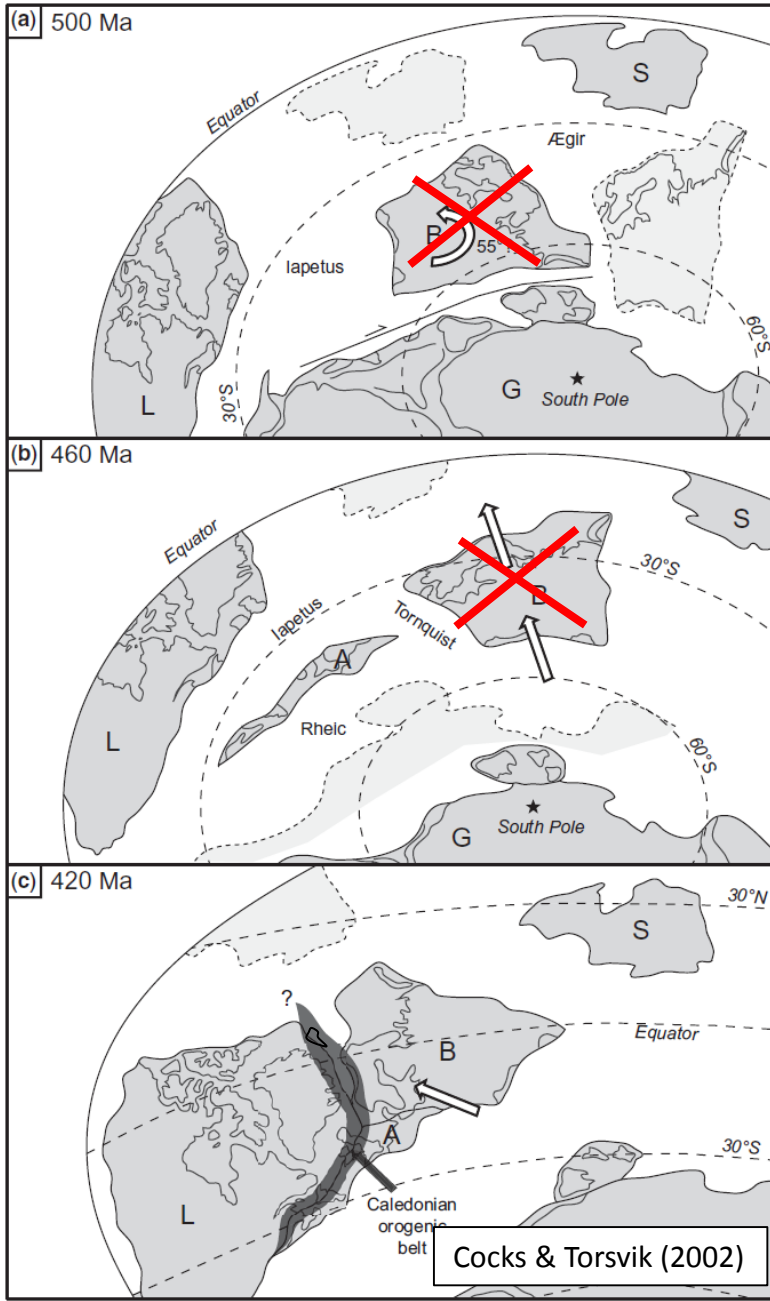 (a) 500 Ma
S
Equator
Ægir
B
55°
Iapetus
60°S
30°S
L
G
South Pole
(b) 460 Ma
S
Equator
30°S
B
Iapetus
Tornquist
A
L
Rheic
60°S
South Pole
G
(c) 420 Ma
30°N
S
?
B
Equator
A
30°S
L
Caledonian
orogenic
belt
Cocks & Torsvik (2002)